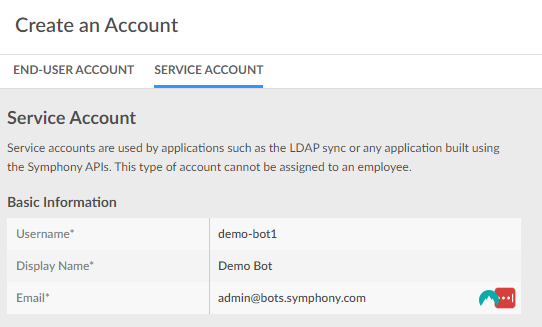 Create an Account
END-USER ACCOUNT SERVICE ACCOUNT
Service Account
Service accounts are used by applications such as the LDAP sync or any application built using
the Symphony APIs. This type of account cannot be assigned to an employee.
Basic Information
Username* demo-bot1
Display Name* Demo Bot
Email* admin@bots.symphony.com